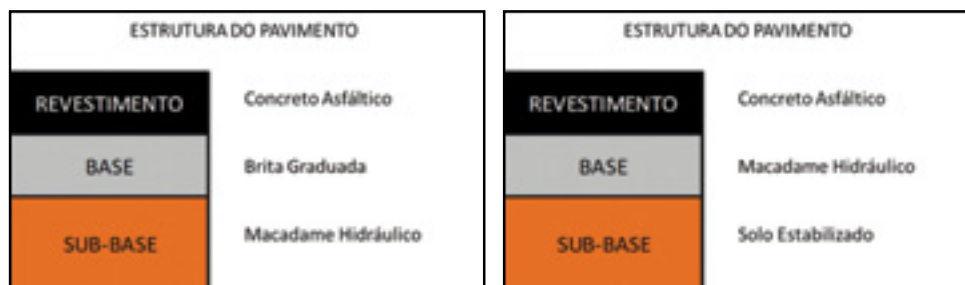 ESTRUTURA DO PAVIMENTO
REVESTIMENTO Concreto Asfáltico
BASE Brita Graduada
SUB-BASE Macadame Hidráulico
ESTRUTURA DO PAVIMENTO
REVESTIMENTO Concreto Asfáltico
BASE Macadame Hidráulico
SUB-BASE Solo Estabilizado